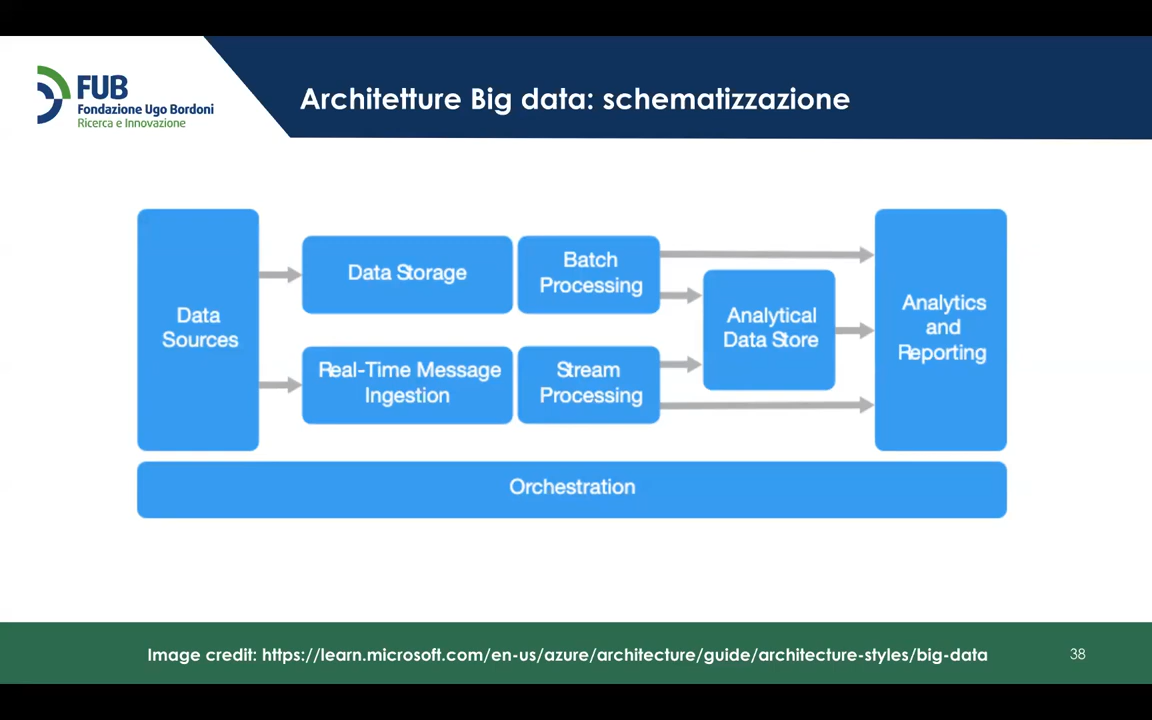 FUB
Fondazione Ugo Bordoni
Ricerca e Innovazione
Architetture Big data: schematizzazione
Data
Sources
Data Storage
Batch
Processing
Real-Time Message
Ingestion
Stream
Processing
Analytical
Data Store
Analytics
and
Reporting
Orchestration
Image credit: https://learn.microsoft.com/en-us/azure/architecture/guide/architecture-styles/big-data
38